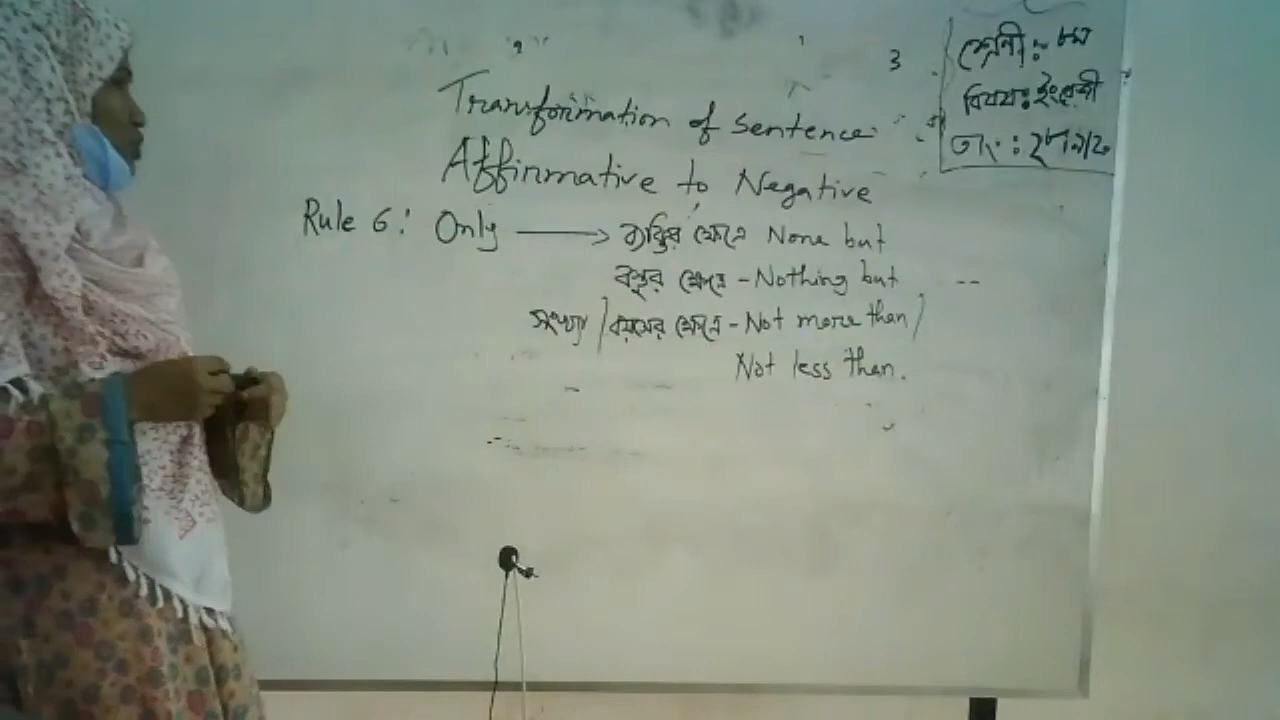 Transformation of Sentence
Affirmative to Negative
Rule 6: Only → ব্যক্তির ক্ষেত্রে None but
বস্তুর ক্ষেত্রে - Nothing but
সংখ্যা / বয়সের ক্ষেত্রে - Not more than /
Not less than.
3
শ্রেনী: ৮ম
বিষয়: ইংরেজী
তাং: